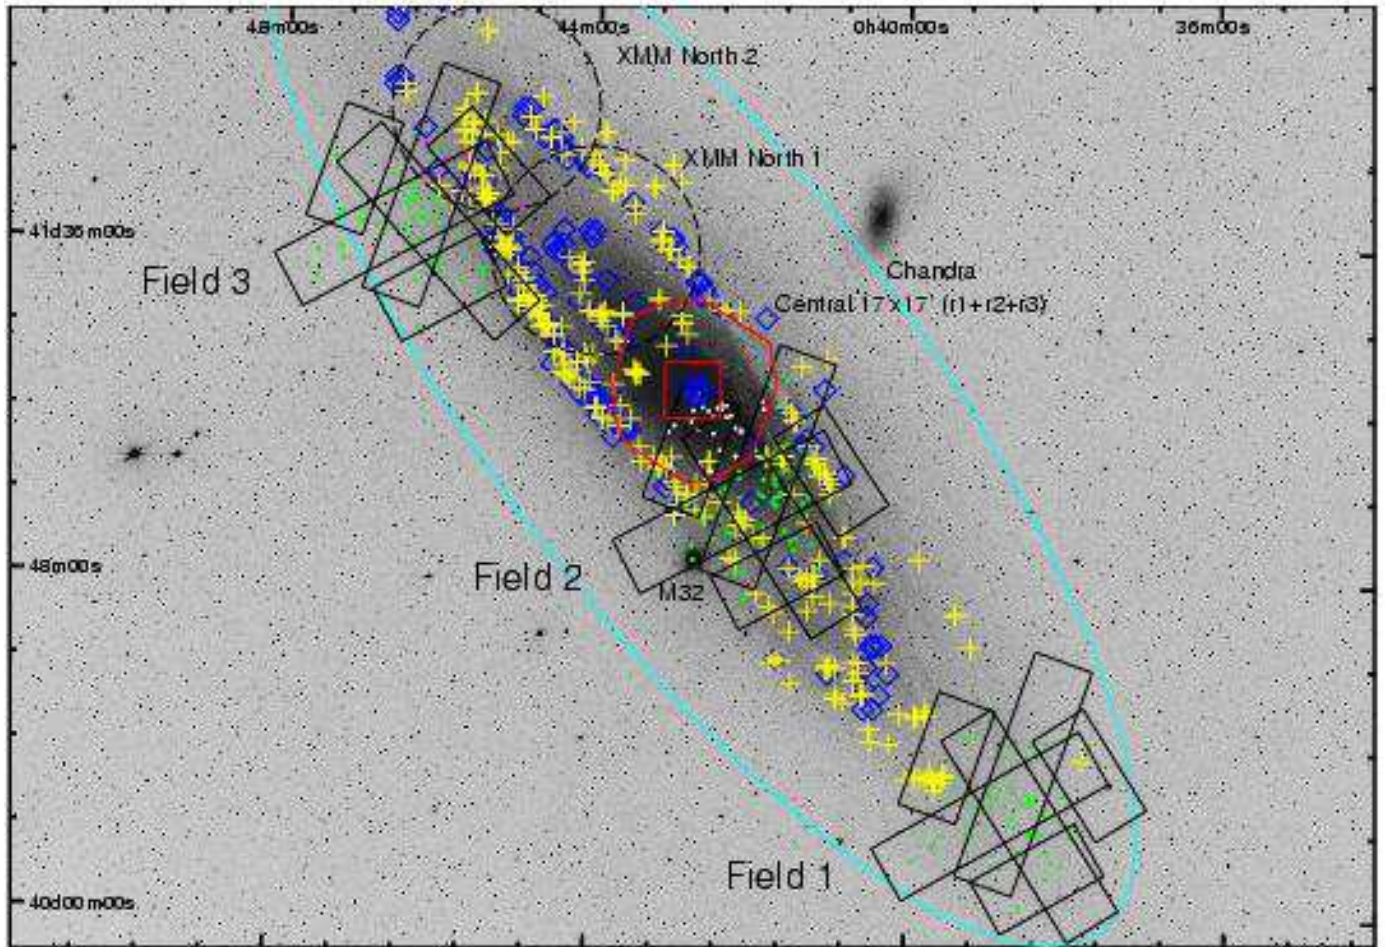 48m00s
44m00s
0h40m00s
36m00s
XMM North 2
XMM North 1
41d36m00s
Field 3
Chandra
Central 17'x17' (r1+r2+r3)
48m00s
Field 2
M32
Field 1
40d00m00s